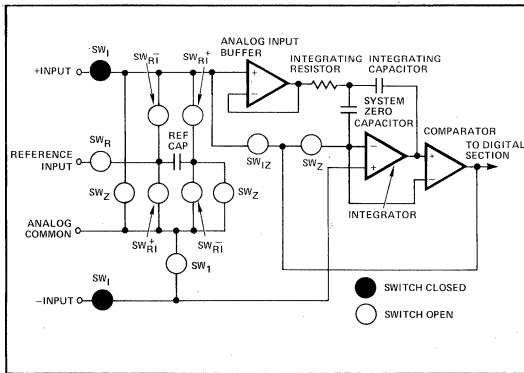 SWI
SWRI-
SWRI+
ANALOG INPUT
BUFFER
INTEGRATING
RESISTOR
INTEGRATING
CAPACITOR
+INPUT
SYSTEM
ZERO
CAPACITOR
COMPARATOR
TO DIGITAL
SECTION
REF
CAP
SWR
REFERENCE
INPUT
SWIZ
SWZ
SWZ
SWZ
INTEGRATOR
ANALOG
COMMON
SWRI+
SWRI-
SW1
SWI
-INPUT
SWITCH CLOSED
SWITCH OPEN